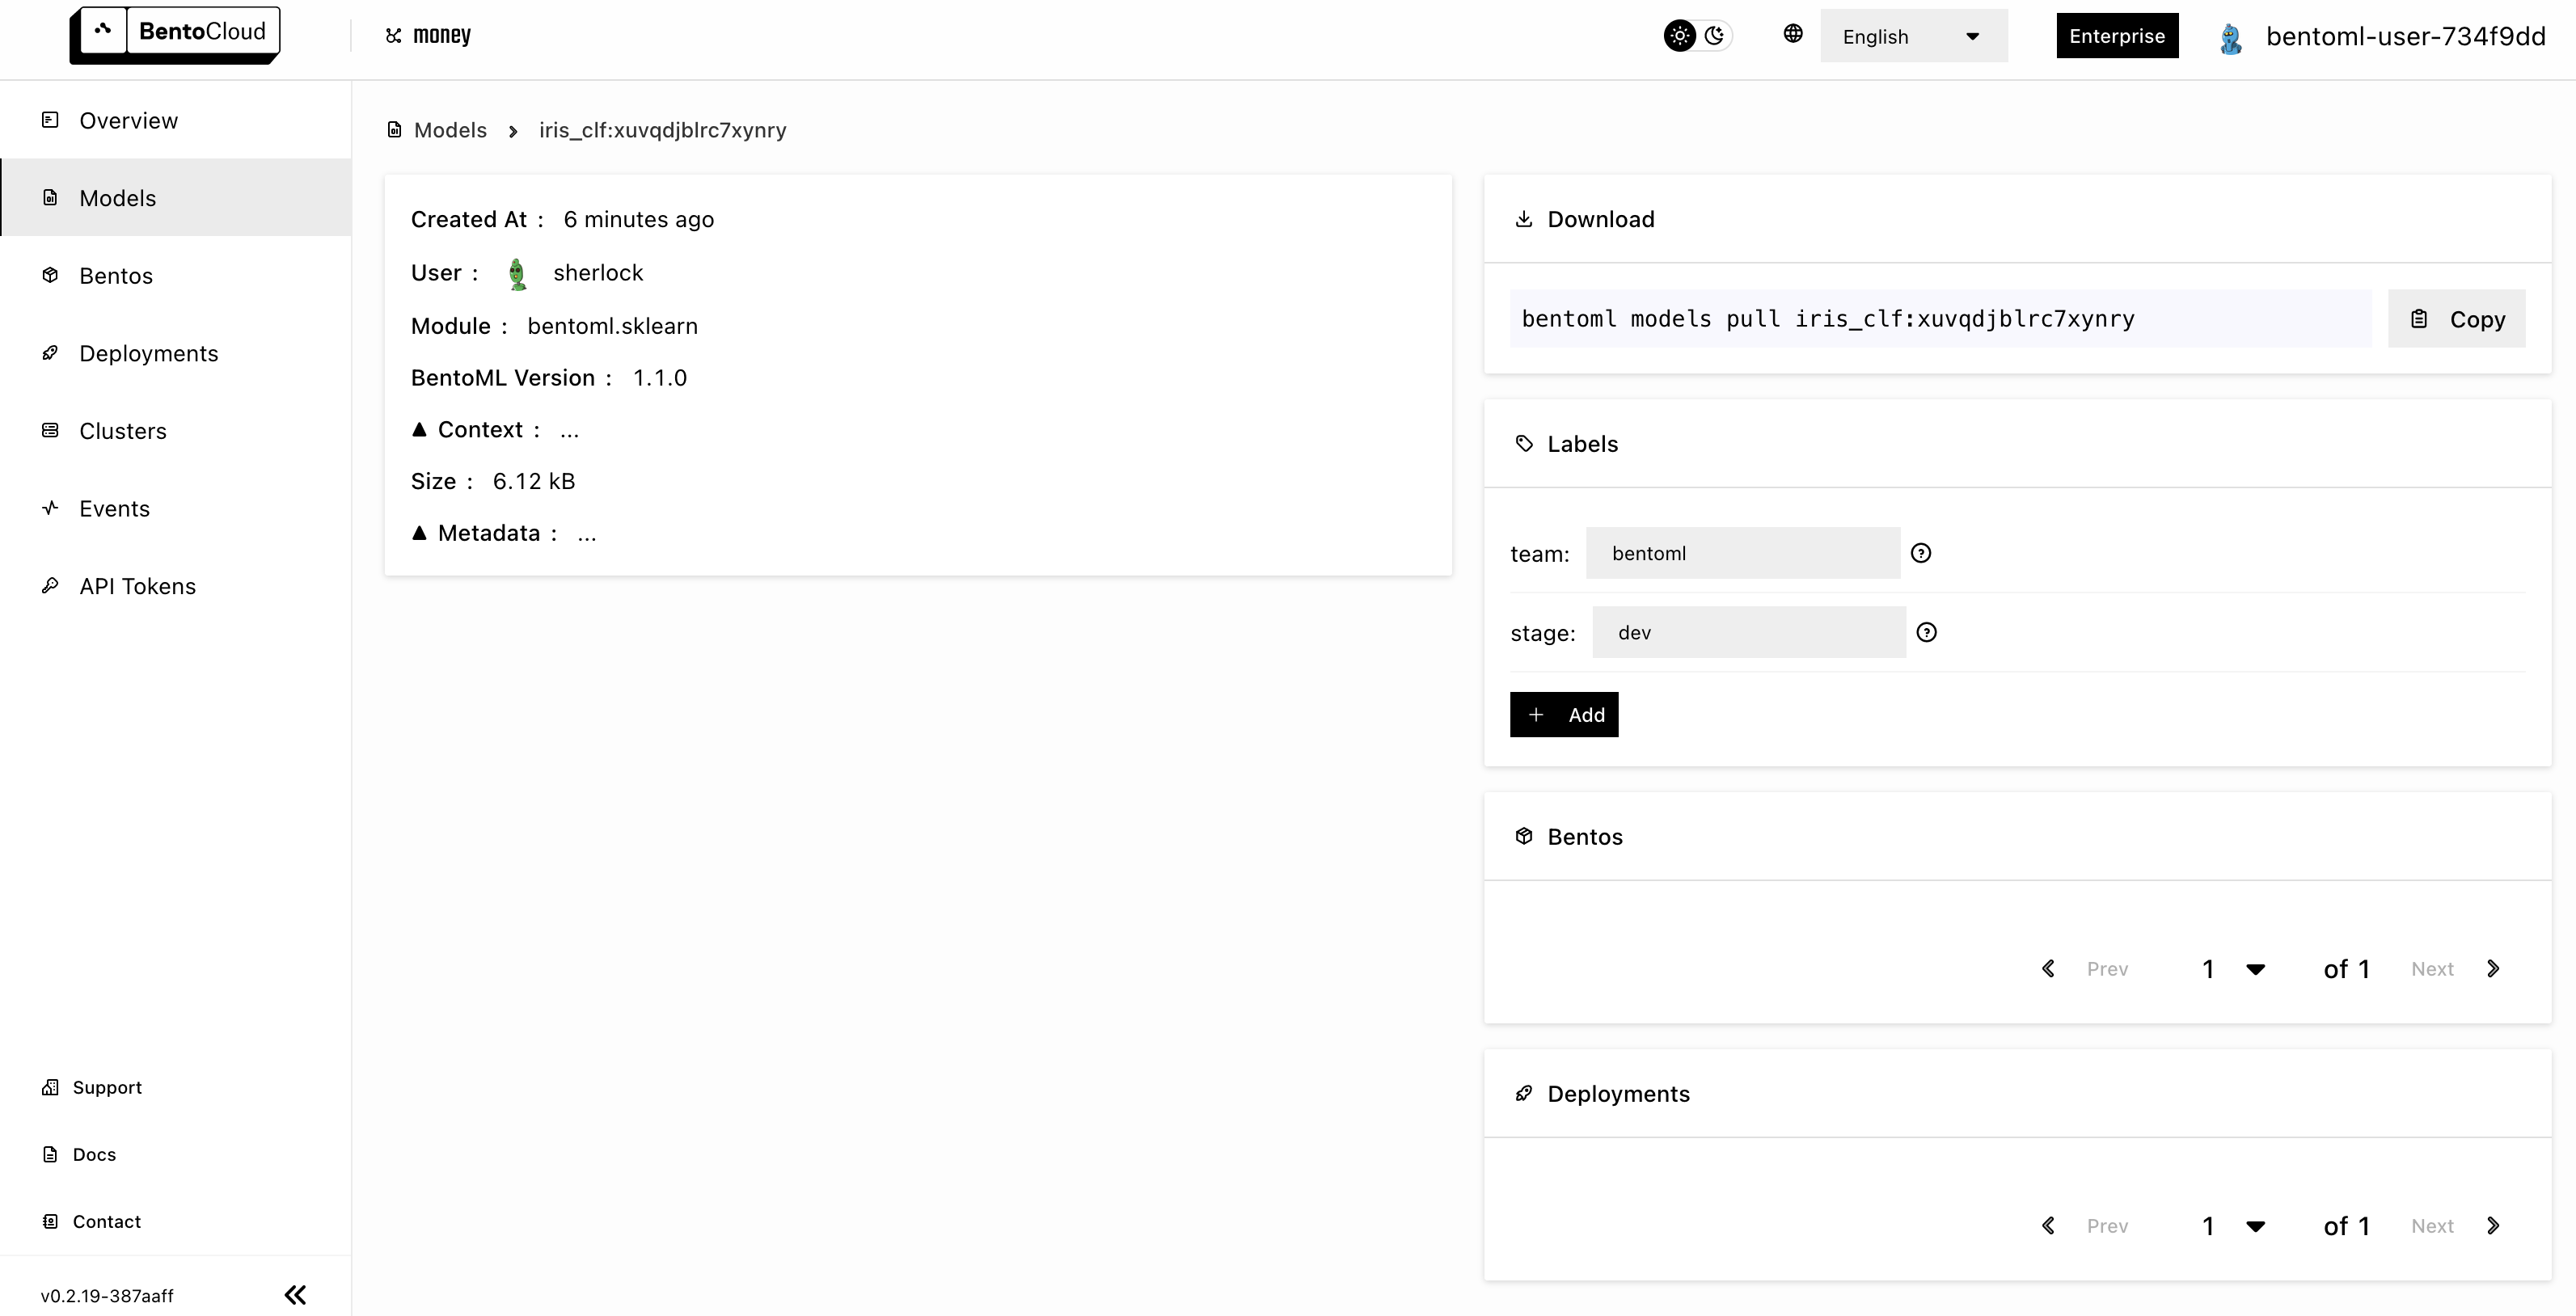 BentoCloud
money
English
Enterprise
bentoml-user-734f9dd
Overview
Models
Bentos
Deployments
Clusters
Events
API Tokens
Support
Docs
Contact
v0.2.19-387aaff
Models
iris_clf:xuvqdjblrc7xynry
Created At : 6 minutes ago
User : sherlock
Module : bentoml.sklearn
BentoML Version : 1.1.0
Context : ...
Size : 6.12 kB
Metadata : ...
Download
bentoml models pull iris_clf:xuvqdjblrc7xynry
Copy
Labels
team: bentoml
stage: dev
Add
Bentos
Prev 1 of 1 Next
Deployments
Prev 1 of 1 Next